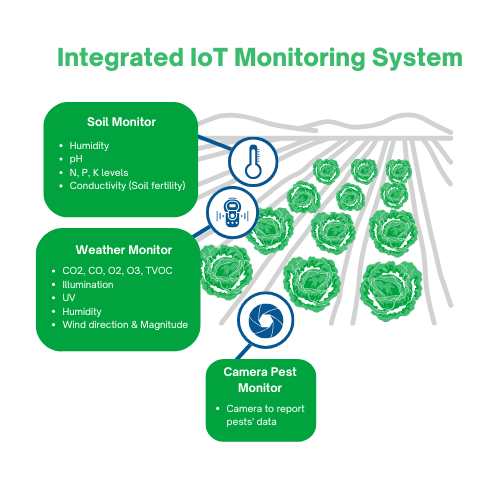 Integrated IoT Monitoring System
Soil Monitor
• Humidity
• pH
• N, P, K levels
• Conductivity (Soil fertility)
Weather Monitor
• CO2, CO, O2, O3, TVOC
• Illumination
• UV
• Humidity
• Wind direction & Magnitude
Camera Pest
Monitor
• Camera to report
pests' data